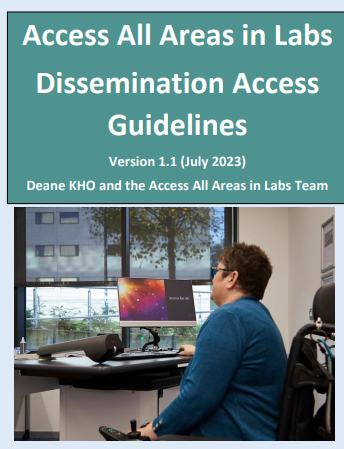 Access All Areas in Labs
Dissemination Access
Guidelines
Version 1.1 (July 2023)
Deane KHO and the Access All Areas in Labs Team